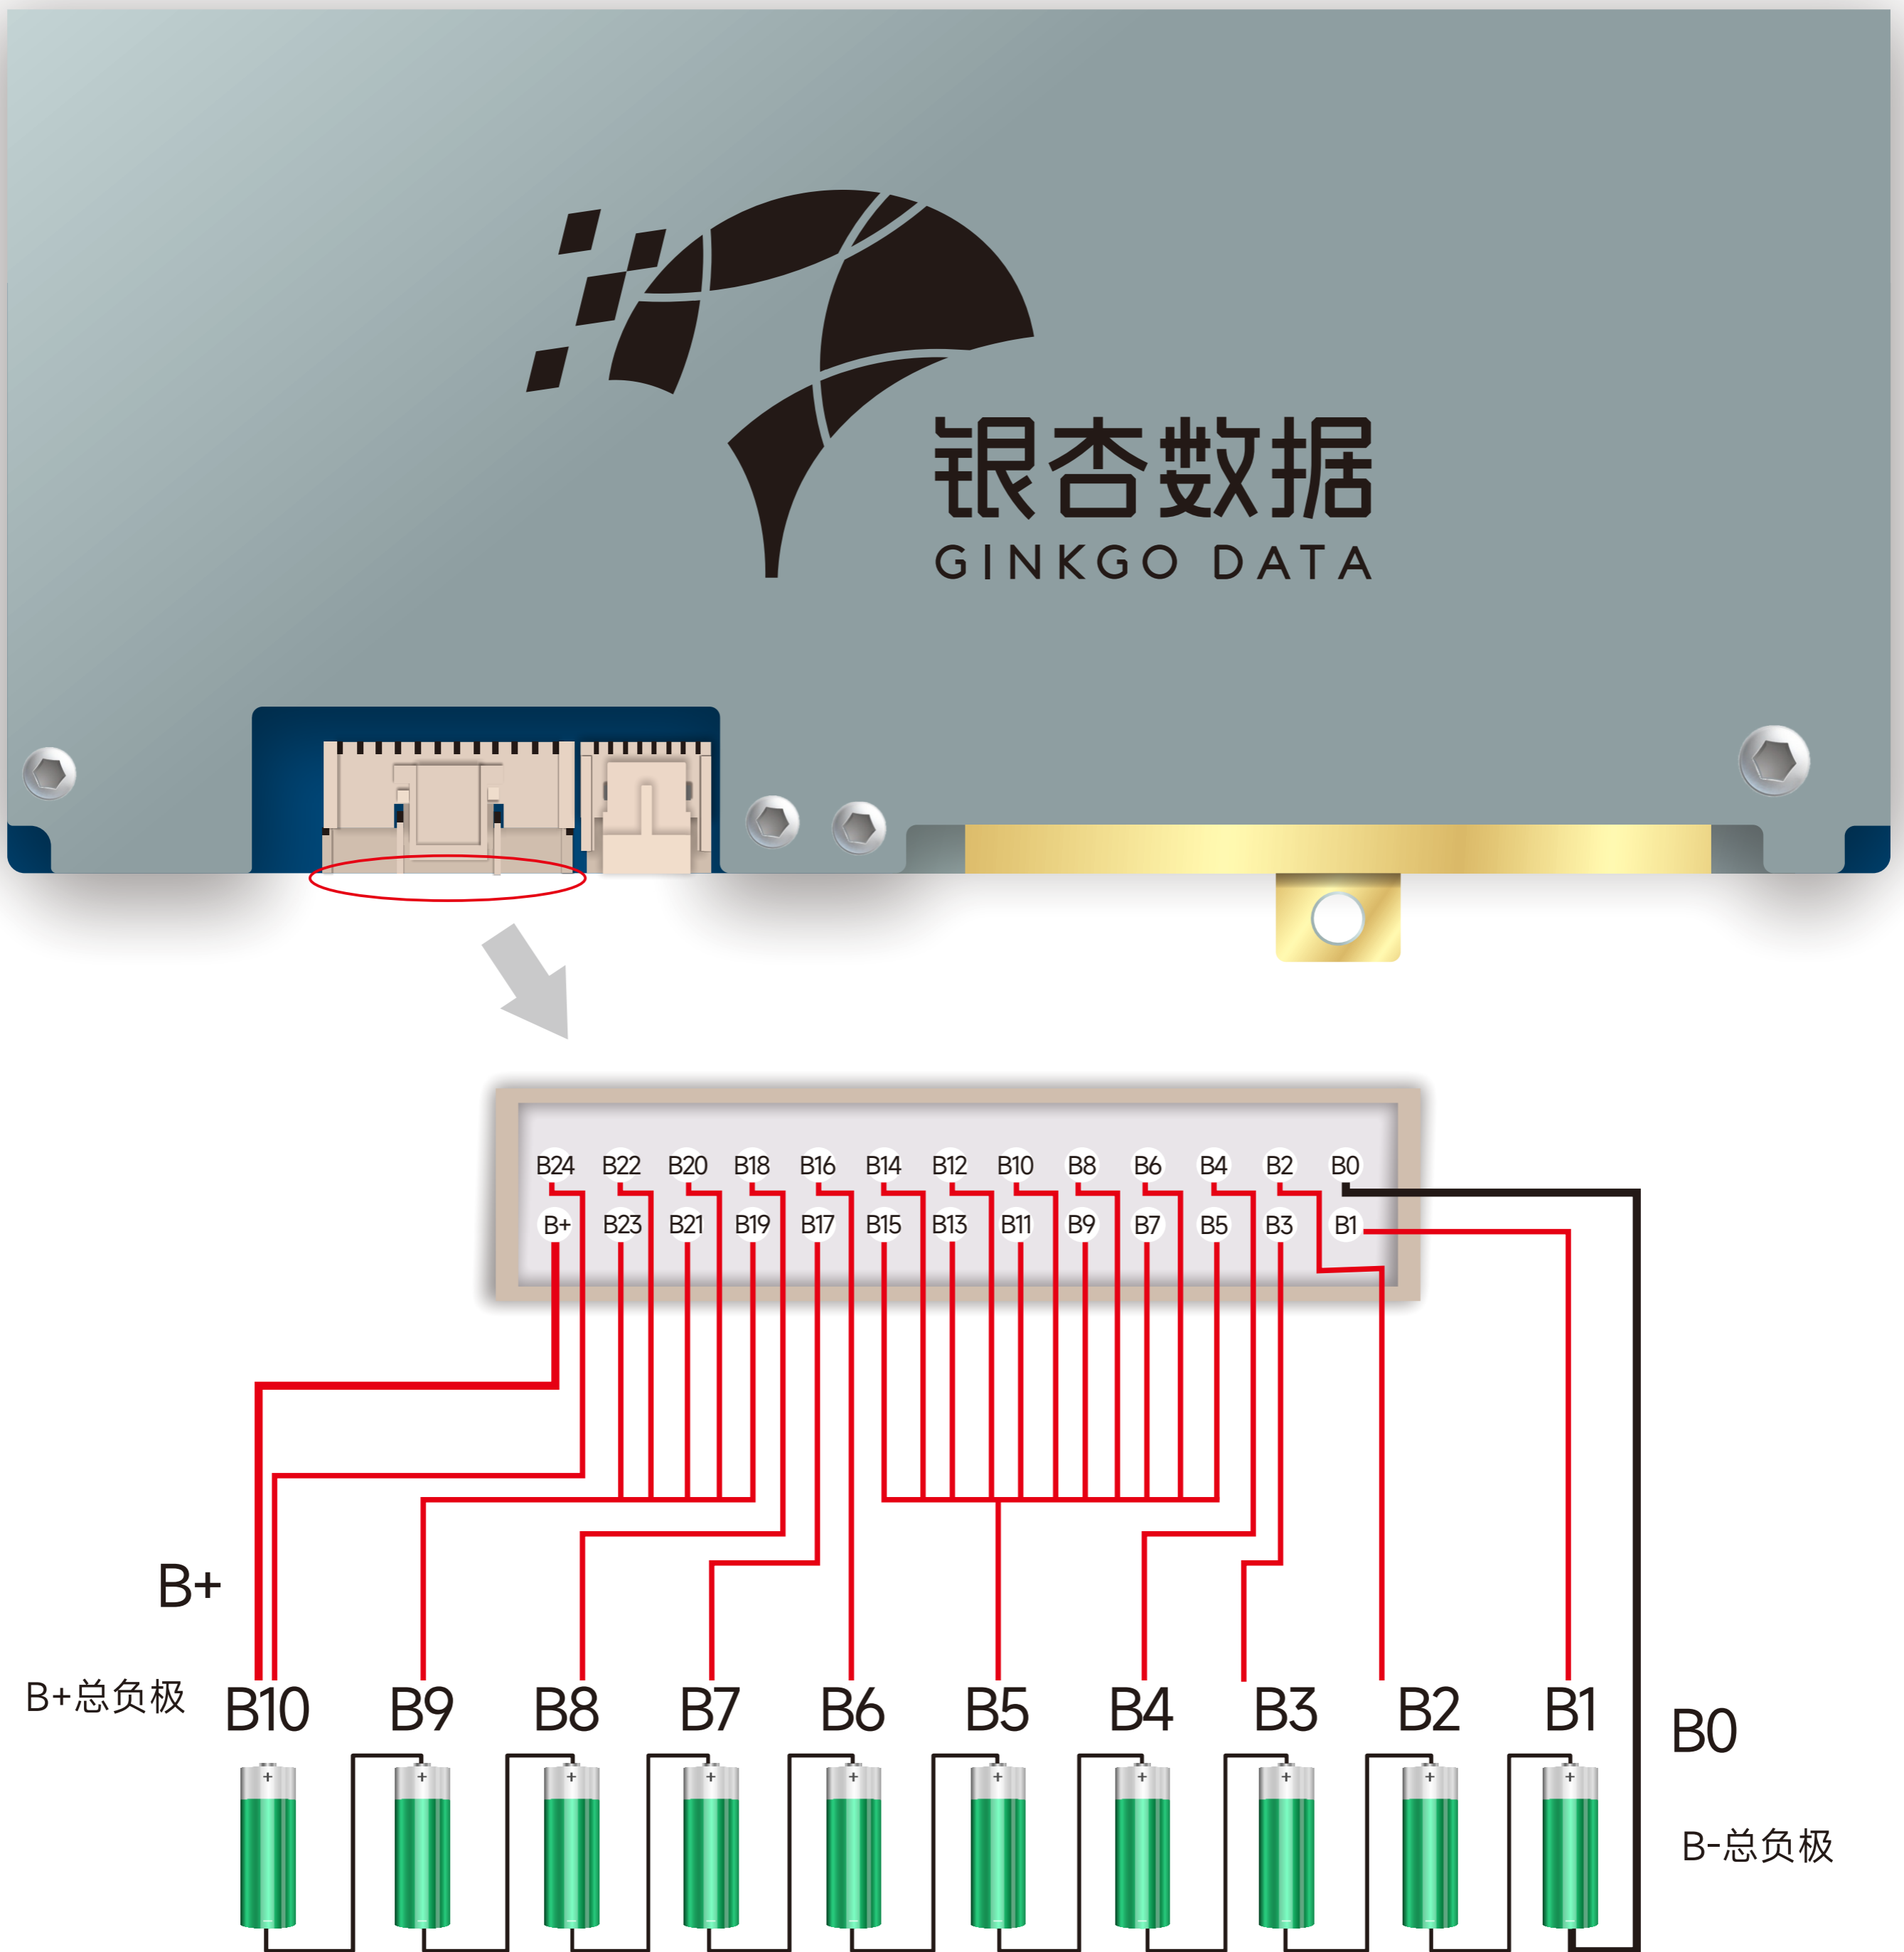 银杏数据
GINKGO DATA
B24 B22 B20 B18 B16 B14 B12 B10 B8 B6 B4 B2 B0
B+ B23 B21 B19 B17 B15 B13 B11 B9 B7 B5 B3 B1
B+
B+总负极
B10 B9 B8 B7 B6 B5 B4 B3 B2 B1
B0
+ + + + + + + + + +
B-总负极